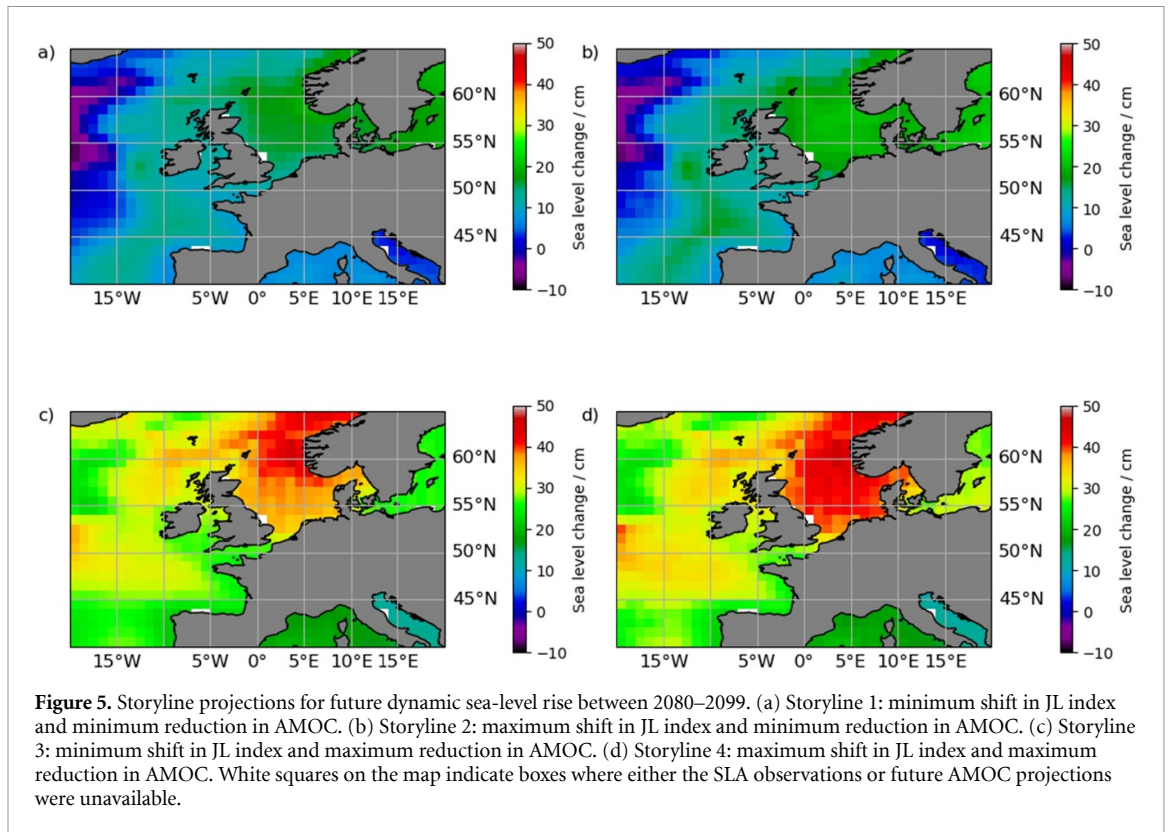 a)
60°N
55°N
50°N
45°N
15°W
5°W
0°
5°E
10°E
15°E
50
40
30
20
10
0
−10
Sea level change / cm
b)
60°N
55°N
50°N
45°N
15°W
5°W
0°
5°E
10°E
15°E
50
40
30
20
10
0
−10
Sea level change / cm
c)
60°N
55°N
50°N
45°N
15°W
5°W
0°
5°E
10°E
15°E
50
40
30
20
10
0
−10
Sea level change / cm
d)
60°N
55°N
50°N
45°N
15°W
5°W
0°
5°E
10°E
15°E
50
40
30
20
10
0
−10
Sea level change / cm
Figure 5. Storyline projections for future dynamic sea-level rise between 2080–2099. (a) Storyline 1: minimum shift in JL index
and minimum reduction in AMOC. (b) Storyline 2: maximum shift in JL index and minimum reduction in AMOC. (c) Storyline
3: minimum shift in JL index and maximum reduction in AMOC. (d) Storyline 4: maximum shift in JL index and maximum
reduction in AMOC. White squares on the map indicate boxes where either the SLA observations or future AMOC projections
were unavailable.